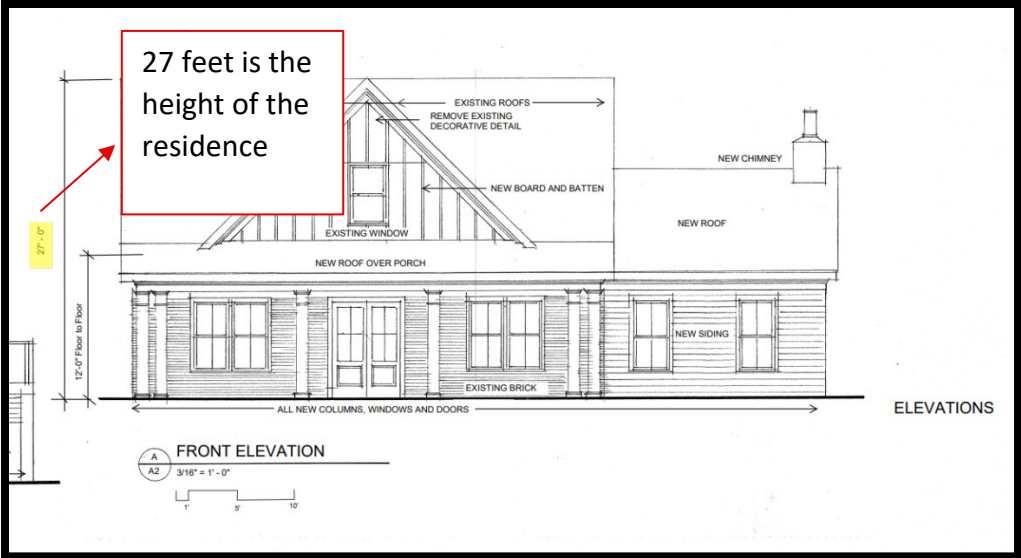 27 feet is the
height of the
residence
EXISTING ROOFS
REMOVE EXISTING
DECORATIVE DETAIL
NEW CHIMNEY
NEW BOARD AND BATTEN
NEW ROOF
27' - 0"
EXISTING WINDOW
NEW ROOF OVER PORCH
12'-0" Floor to Floor
NEW SIDING
EXISTING BRICK
ALL NEW COLUMNS, WINDOWS AND DOORS
ELEVATIONS
A
A2
FRONT ELEVATION
3/16" = 1' - 0"
1' 5' 10'